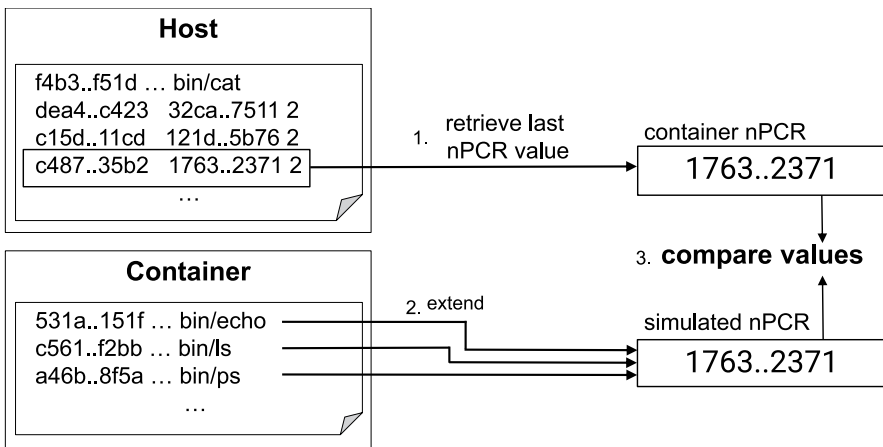 Host
f4b3..f51d … bin/cat
dea4..c423 32ca..7511 2
c15d..11cd 121d..5b76 2
c487..35b2 1763..2371 2
…
1. retrieve last
nPCR value
container nPCR
1763..2371
3. compare values
Container
531a..151f … bin/echo
c561..f2bb … bin/ls
a46b..8f5a … bin/ps
…
2. extend
simulated nPCR
1763..2371